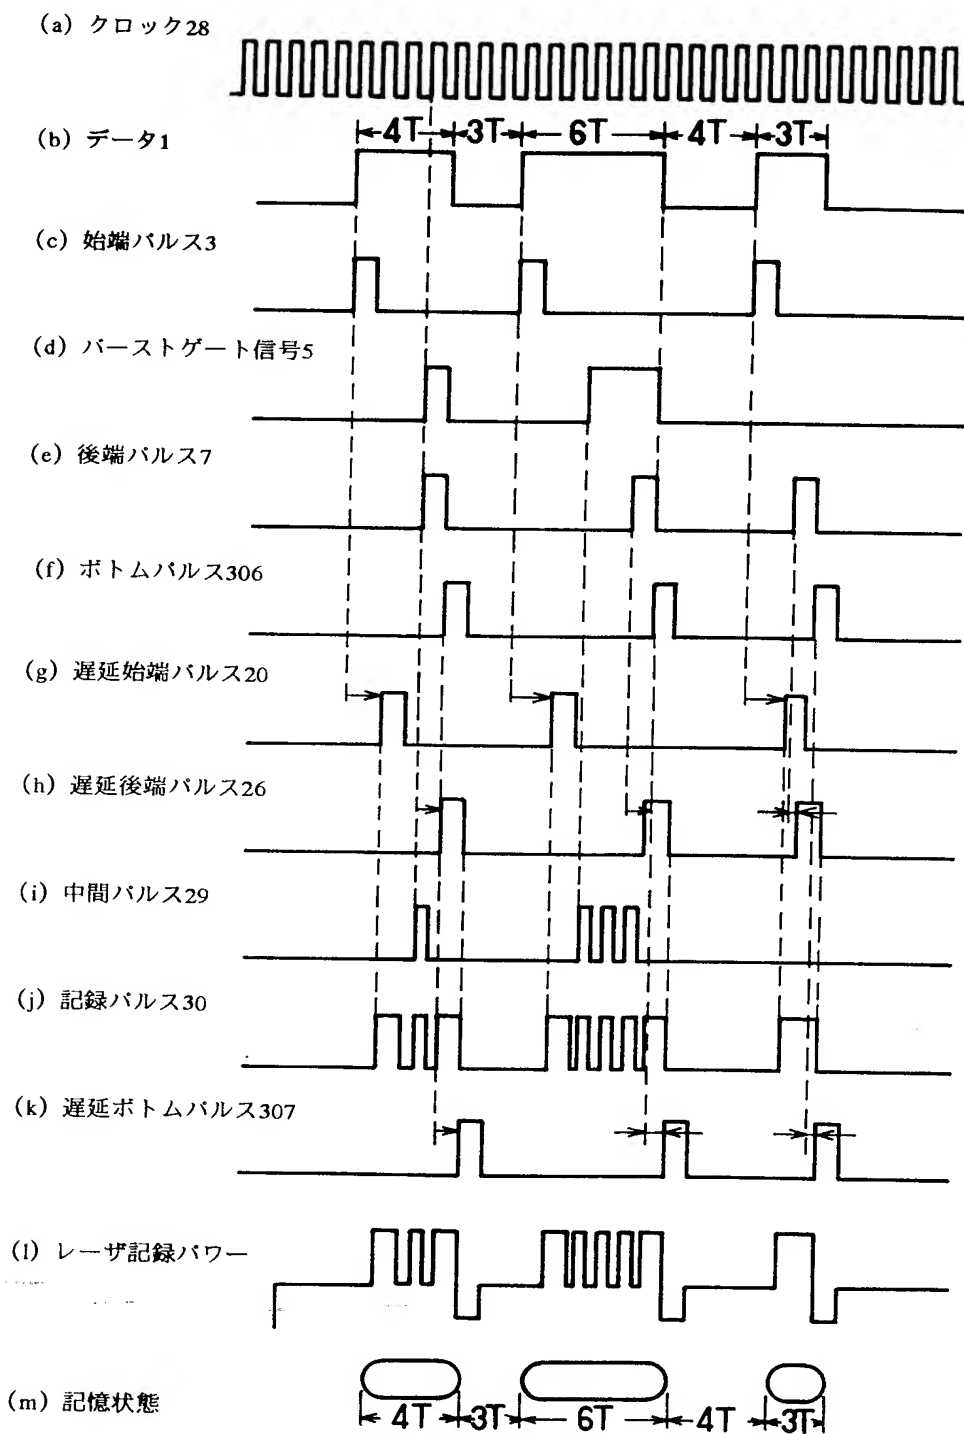 (a) クロック28
(b) データ1
4T 3T 6T 4T 3T
(c) 始端パルス3
(d) バーストゲート信号5
(e) 後端パルス7
(f) ボトムパルス306
(g) 遅延始端パルス20
(h) 遅延後端パルス26
(i) 中間パルス29
(j) 記録パルス30
(k) 遅延ボトムパルス307
(l) レーザ記録パワー
(m) 記憶状態
4T 3T 6T 4T 3T